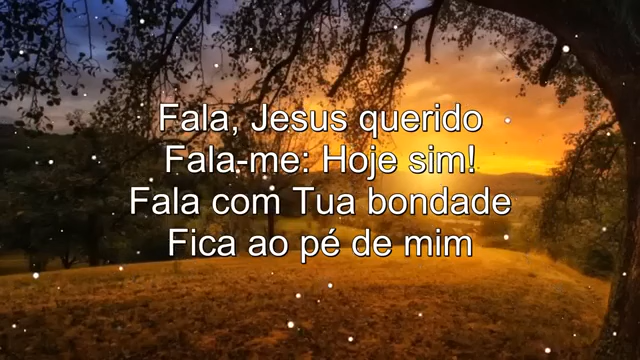 Fala, Jesus querido
Fala-me: Hoje sim!
Fala com Tua bondade
Fica ao pé de mim